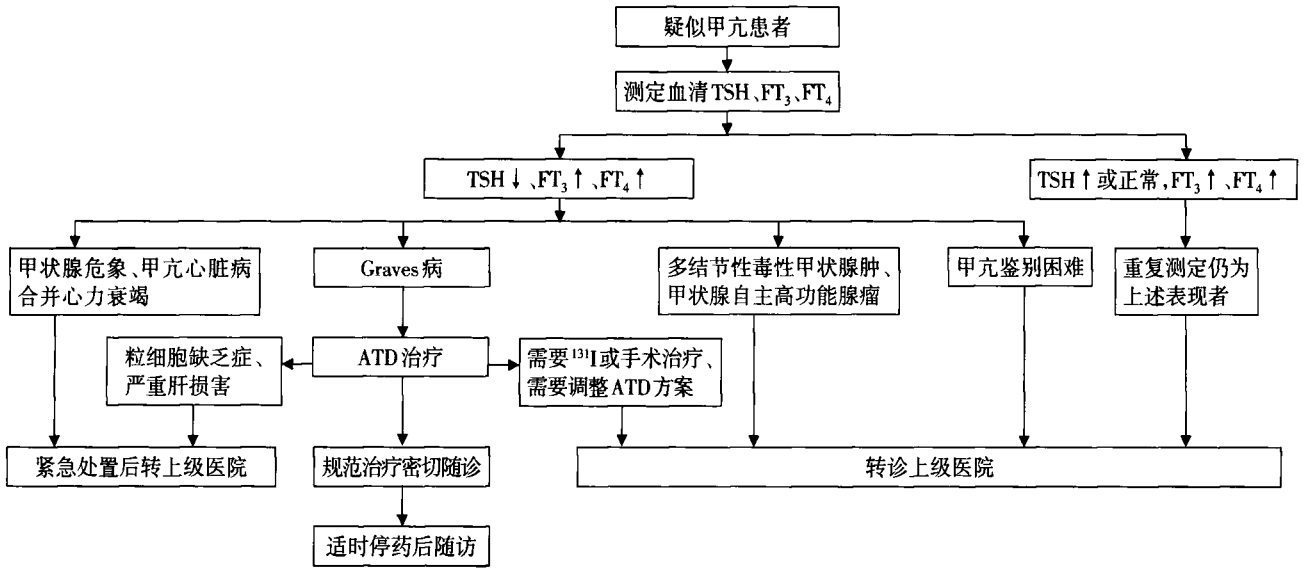 疑似甲亢患者
测定血清TSH、FT₃、FT₄
TSH↓、FT₃↑、FT₄↑
TSH↑或正常,FT₃↑、FT₄↑
甲状腺危象、甲亢心脏病
合并心力衰竭
Graves病
多结节性毒性甲状腺肿、
甲状腺自主高功能腺瘤
甲亢鉴别困难
重复测定仍为
上述表现者
粒细胞缺乏症、
严重肝损害
ATD治疗
需要¹³¹I或手术治疗、
需要调整ATD方案
紧急处置后转上级医院
规范治疗密切随诊
转诊上级医院
适时停药后随访